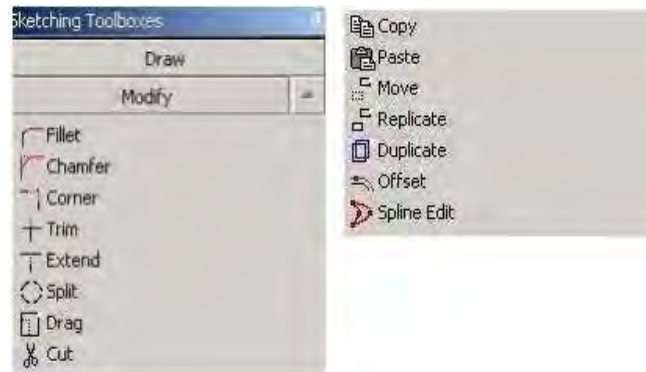 Sketching Toolboxes
Draw
Modify
Fillet
Chamfer
Corner
Trim
Extend
Split
Drag
Cut
Copy
Paste
Move
Replicate
Duplicate
Offset
Spline Edit